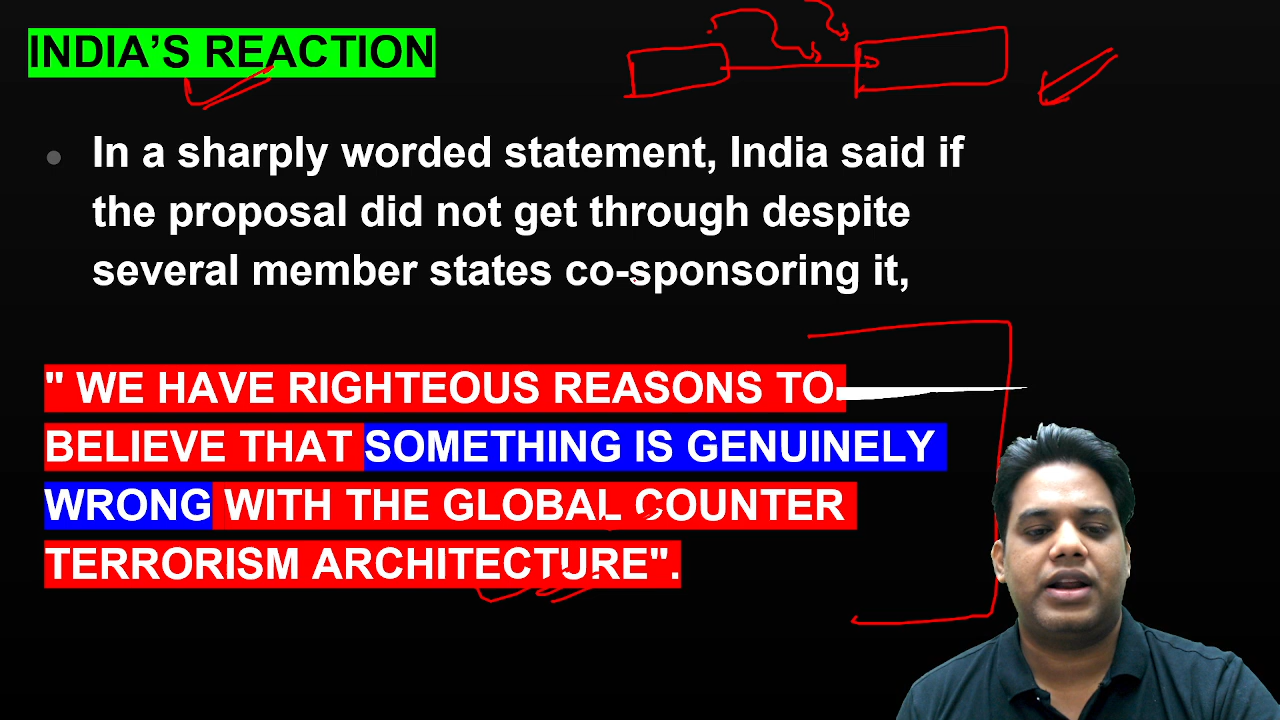 INDIA’S REACTION
In a sharply worded statement, India said if
the proposal did not get through despite
several member states co-sponsoring it,
" WE HAVE RIGHTEOUS REASONS TO
BELIEVE THAT SOMETHING IS GENUINELY
WRONG WITH THE GLOBAL COUNTER
TERRORISM ARCHITECTURE".